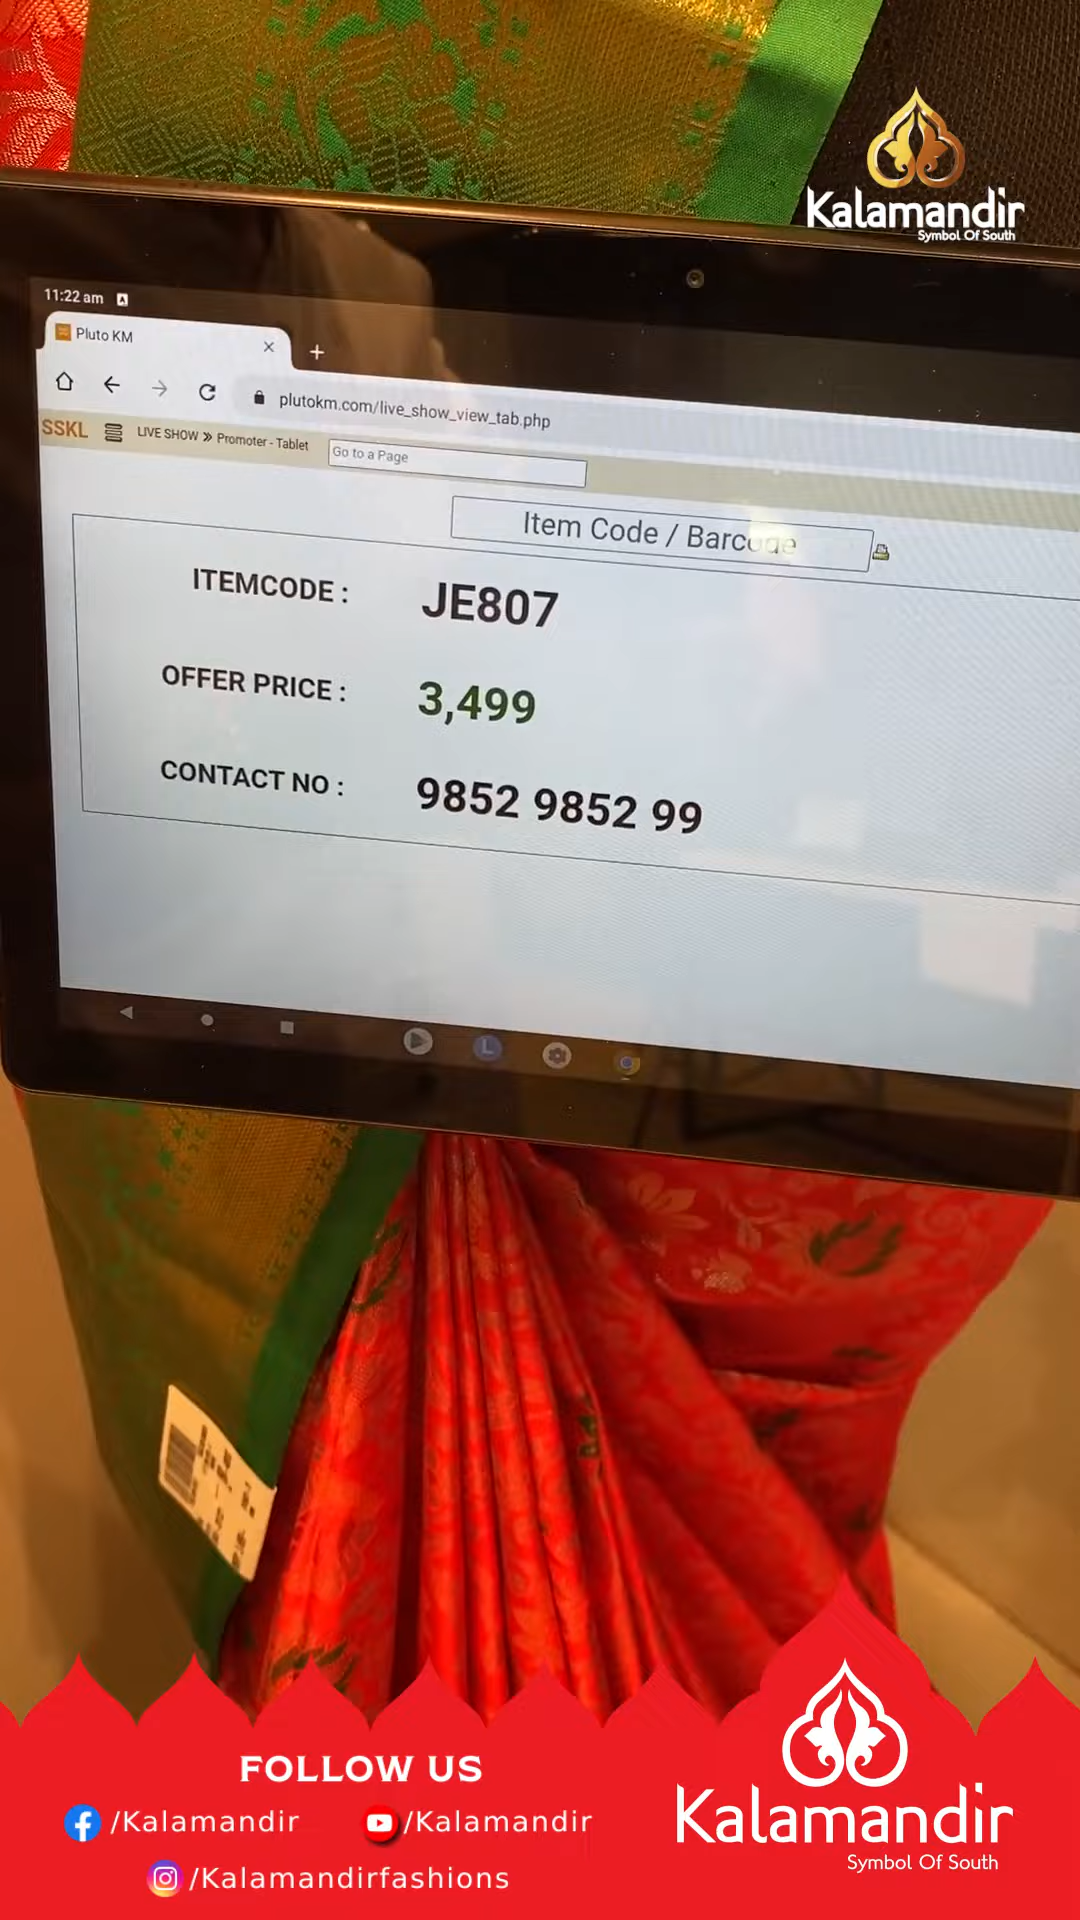 Kalamandir
Symbol Of South
11:22 am
Pluto KM
plutokm.com/live_show_view_tab.php
SSKL
LIVE SHOW » Promoter - Tablet
Go to a Page
Item Code / Barcode
ITEMCODE : JE807
OFFER PRICE : 3,499
CONTACT NO : 9852 9852 99
FOLLOW US
/Kalamandir
/Kalamandir
/Kalamandirfashions
Kalamandir
Symbol Of South